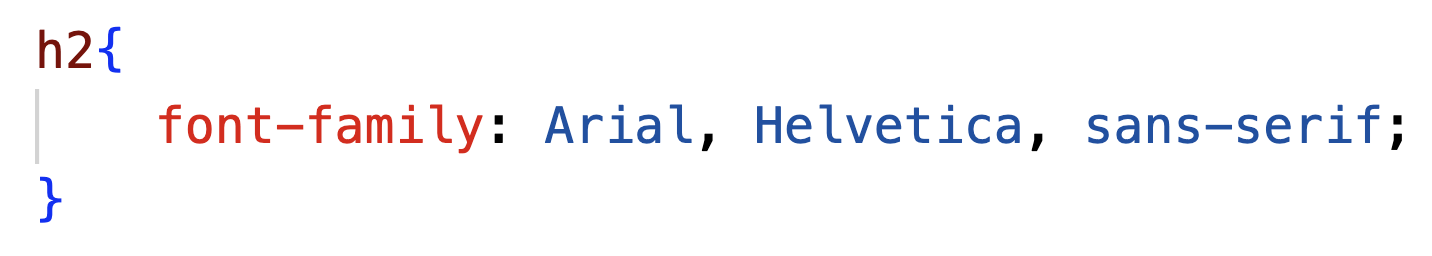 h2{
    font-family: Arial, Helvetica, sans-serif;
}